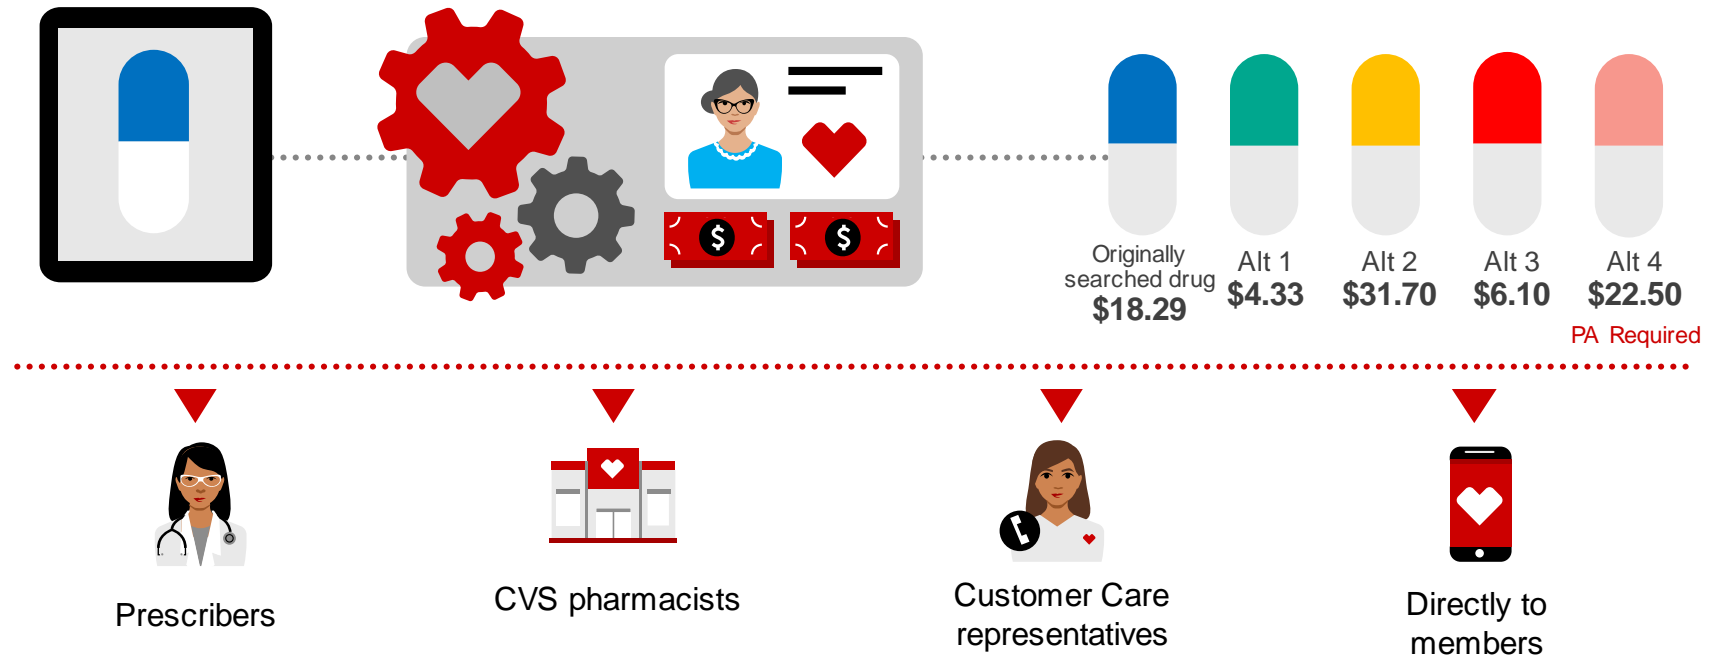 $ $
Originally
searched drug
$18.29
Alt 1
$4.33
Alt 2
$31.70
Alt 3
$6.10
Alt 4
$22.50
PA Required
Prescribers
CVS pharmacists
Customer Care
representatives
Directly to
members